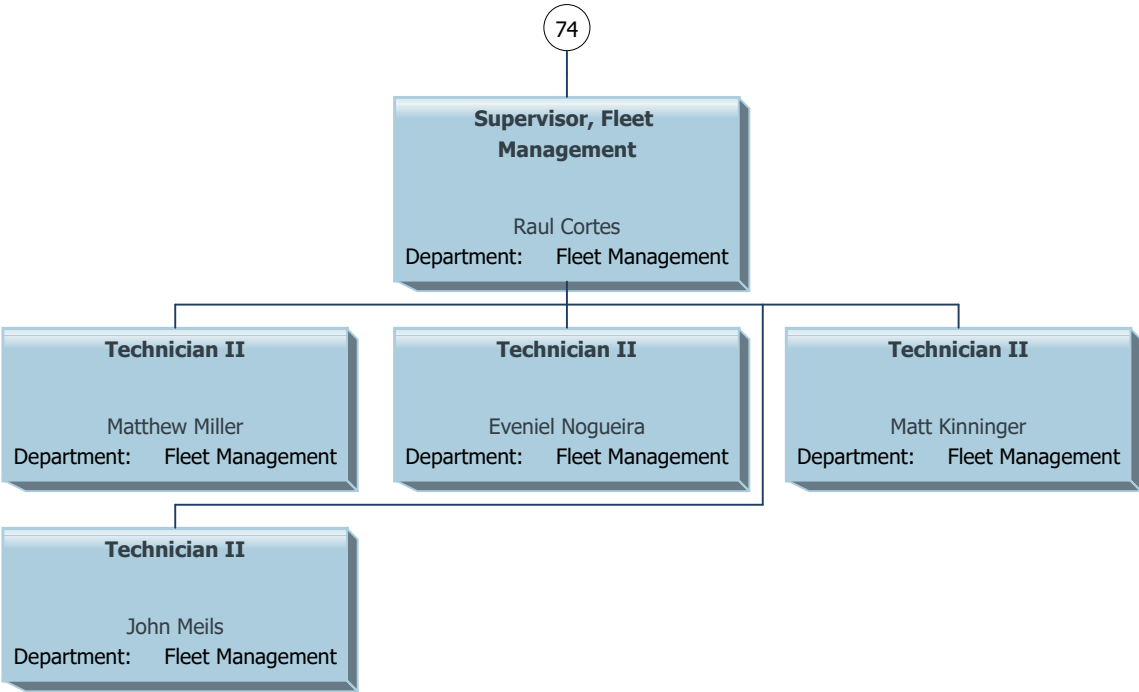 74
Supervisor, Fleet
Management
Raul Cortes
Department: Fleet Management
Technician II
Matthew Miller
Department: Fleet Management
Technician II
Eveniel Nogueira
Department: Fleet Management
Technician II
Matt Kinninger
Department: Fleet Management
Technician II
John Meils
Department: Fleet Management